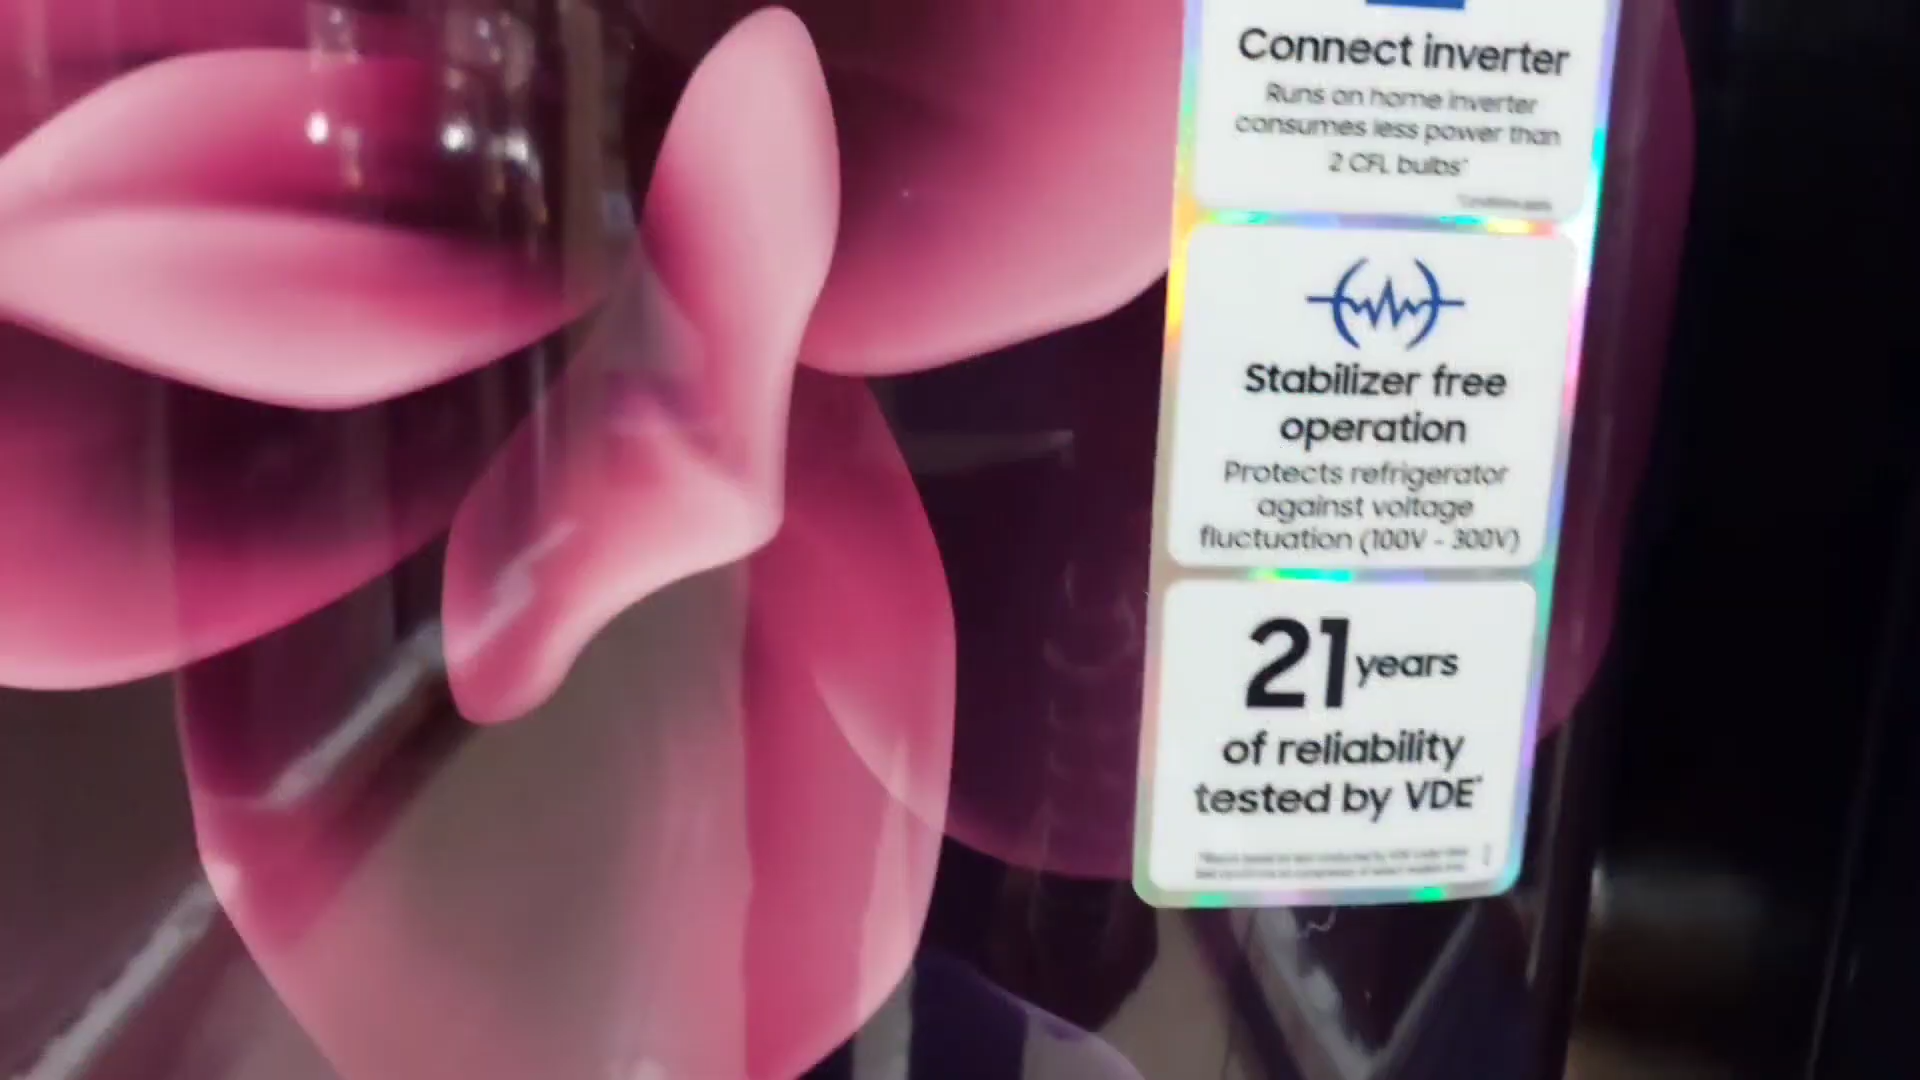 Connect inverter
Runs on home inverter
consumes less power than
2 CFL bulbs*
Stabilizer free
operation
Protects refrigerator
against voltage
fluctuation (100V - 300V)
21 years
of reliability
tested by VDE*